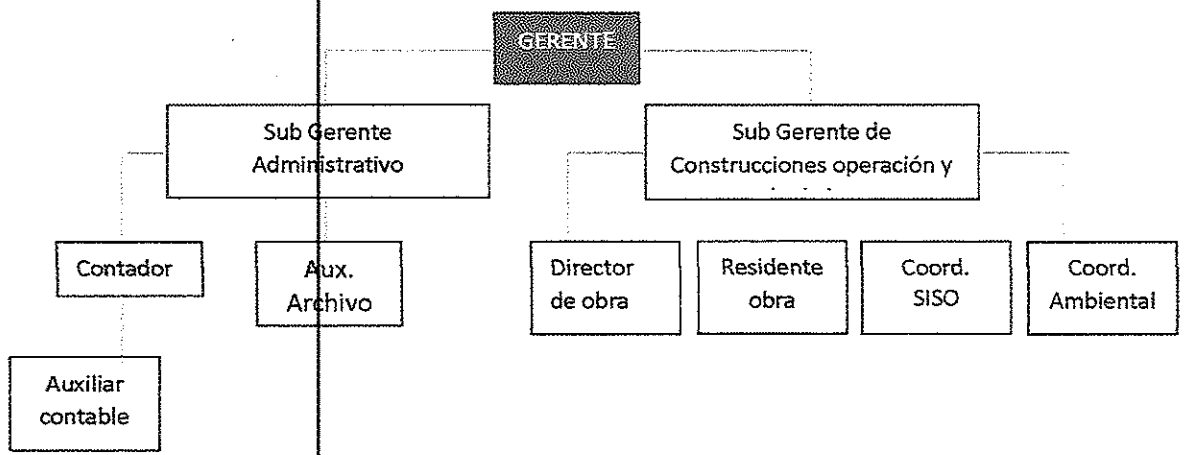 GERENTE
Sub Gerente
Administrativo
Sub Gerente de
Construcciones operación y
Contador
Aux.
Archivo
Director
de obra
Residente
obra
Coord.
SISO
Coord.
Ambiental
Auxiliar
contable